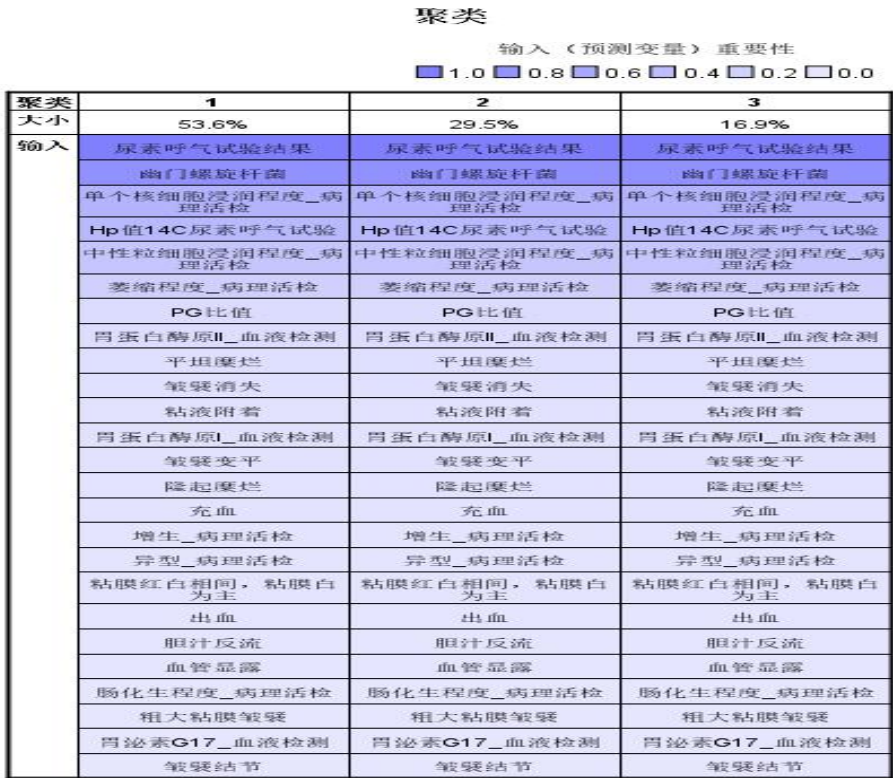 聚类
输入（预测变量）重要性
1.0 0.8 0.6 0.4 0.2 0.0
聚类 1 2 3
大小 53.6% 29.5% 16.9%
输入 尿素呼气试验结果 尿素呼气试验结果 尿素呼气试验结果
幽门螺旋杆菌 幽门螺旋杆菌 幽门螺旋杆菌
单个核细胞浸润程度_病 单个核细胞浸润程度_病 单个核细胞浸润程度_病
理活检 理活检 理活检
Hp值14C尿素呼气试验 Hp值14C尿素呼气试验 Hp值14C尿素呼气试验
中性粒细胞浸润程度_病 中性粒细胞浸润程度_病 中性粒细胞浸润程度_病
理活检 理活检 理活检
萎缩程度_病理活检 萎缩程度_病理活检 萎缩程度_病理活检
PG比值 PG比值 PG比值
胃蛋白酶原II_血液检测 胃蛋白酶原II_血液检测 胃蛋白酶原II_血液检测
平坦糜烂 平坦糜烂 平坦糜烂
皱襞消失 皱襞消失 皱襞消失
粘液附着 粘液附着 粘液附着
胃蛋白酶原I_血液检测 胃蛋白酶原I_血液检测 胃蛋白酶原I_血液检测
皱襞变平 皱襞变平 皱襞变平
隆起糜烂 隆起糜烂 隆起糜烂
充血 充血 充血
增生_病理活检 增生_病理活检 增生_病理活检
异型_病理活检 异型_病理活检 异型_病理活检
粘膜红白相间，粘膜白 粘膜红白相间，粘膜白 粘膜红白相间，粘膜白
为主 为主 为主
出血 出血 出血
胆汁反流 胆汁反流 胆汁反流
血管显露 血管显露 血管显露
肠化生程度_病理活检 肠化生程度_病理活检 肠化生程度_病理活检
粗大粘膜皱襞 粗大粘膜皱襞 粗大粘膜皱襞
胃泌素G17_血液检测 胃泌素G17_血液检测 胃泌素G17_血液检测
皱襞结节 皱襞结节 皱襞结节